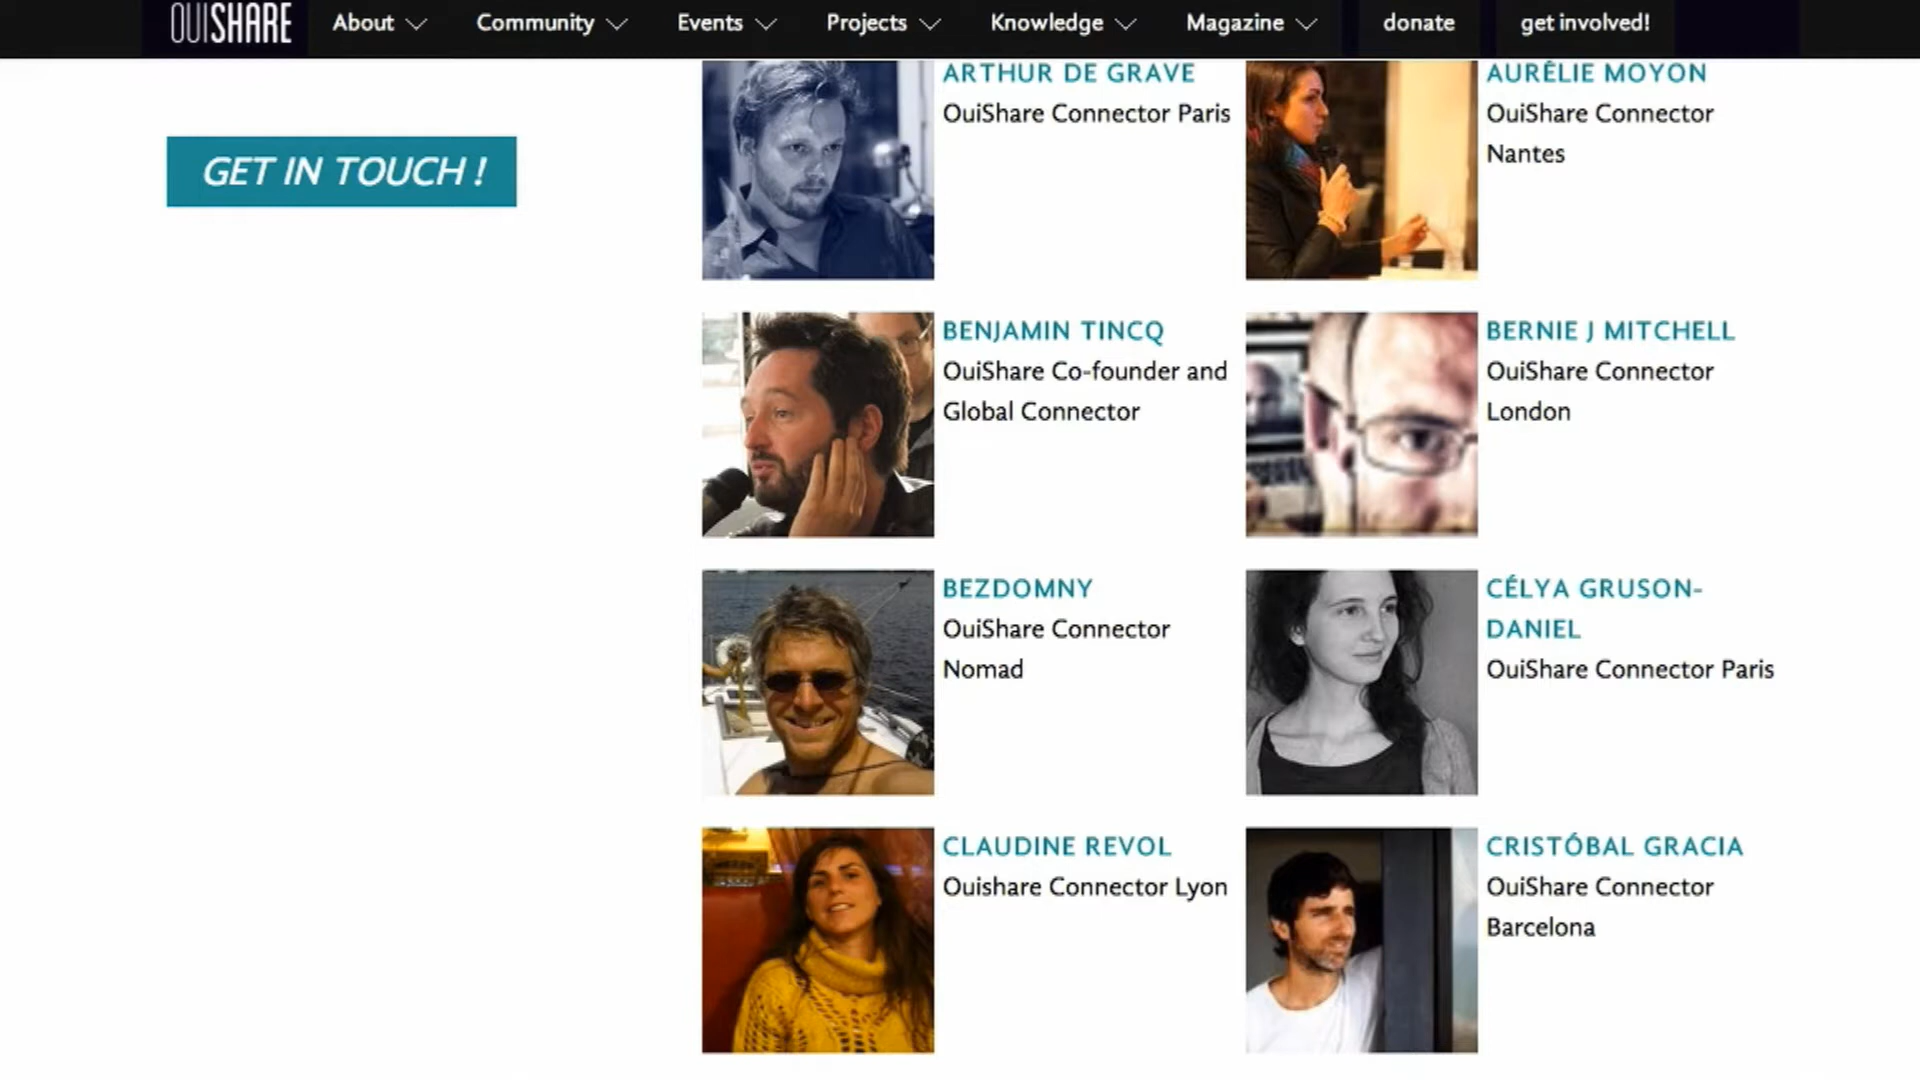 OUISHARE About Community Events Projects Knowledge Magazine donate get involved!
GET IN TOUCH !
ARTHUR DE GRAVE
OuiShare Connector Paris
AURÉLIE MOYON
OuiShare Connector
Nantes
BENJAMIN TINCQ
OuiShare Co-founder and
Global Connector
BERNIE J MITCHELL
OuiShare Connector
London
BEZDOMNY
OuiShare Connector
Nomad
CÉLYA GRUSON-
DANIEL
OuiShare Connector Paris
CLAUDINE REVOL
Ouishare Connector Lyon
CRISTÓBAL GRACIA
OuiShare Connector
Barcelona